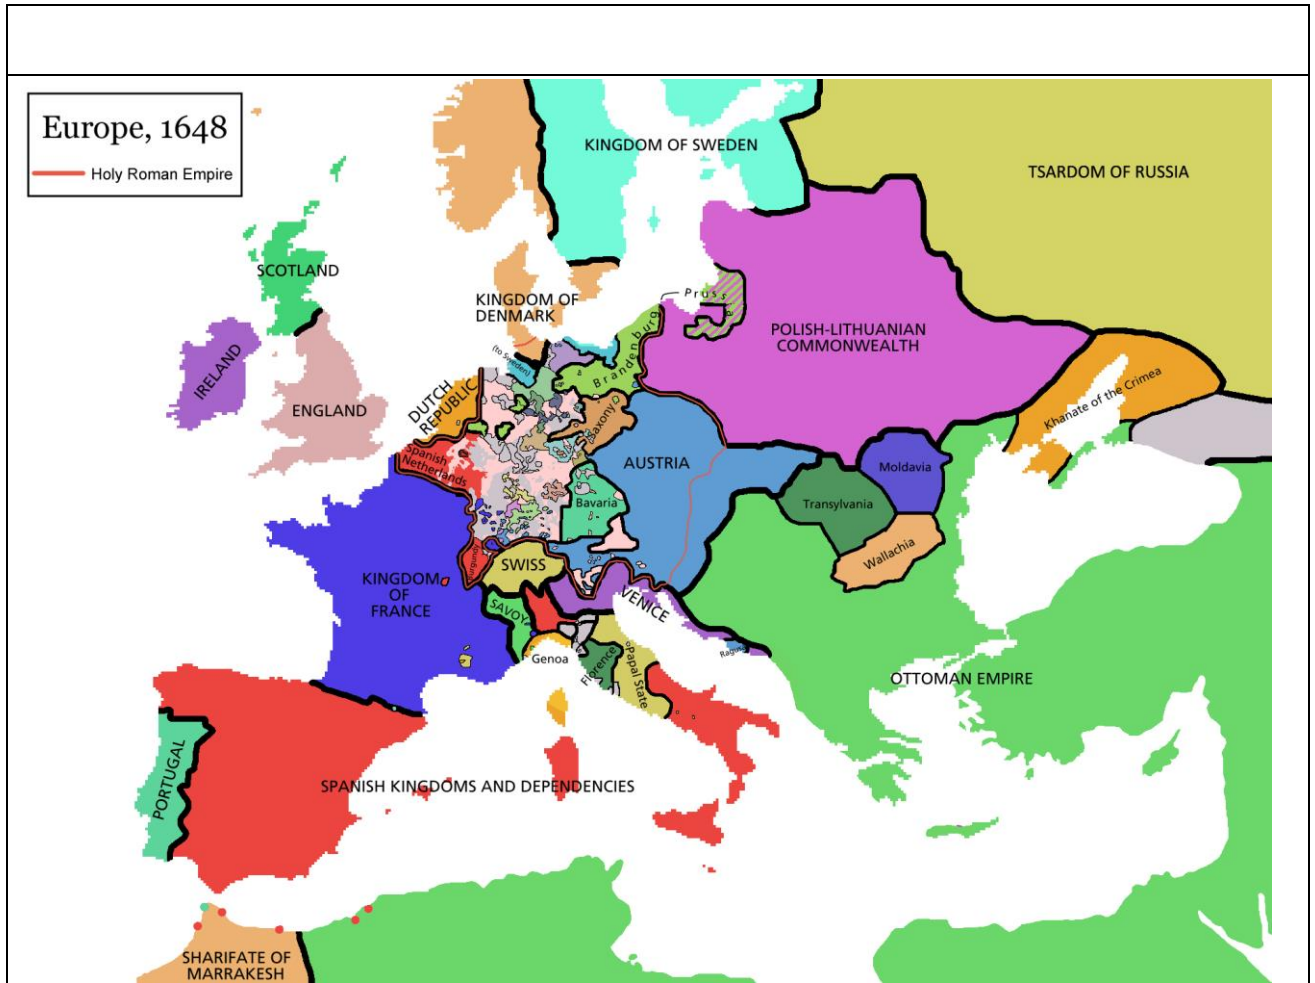 Europe, 1648
Holy Roman Empire
KINGDOM OF SWEDEN
TSARDOM OF RUSSIA
SCOTLAND
KINGDOM OF
DENMARK
Pruss
POLISH-LITHUANIAN
COMMONWEALTH
IRELAND
ENGLAND
(to Sweden)
Brandenburg
DUTCH
REPUBLIC
Saxony
Khanate of the Crimea
Spanish
Netherlands
AUSTRIA
Moldavia
Bavaria
Transylvania
Wallachia
KINGDOM
OF
FRANCE
Burgundy
SWISS
SAVOY
VENICE
Genoa
Florence
Papal State
Ragusa
OTTOMAN EMPIRE
PORTUGAL
SPANISH KINGDOMS AND DEPENDENCIES
SHARIFATE OF
MARRAKESH